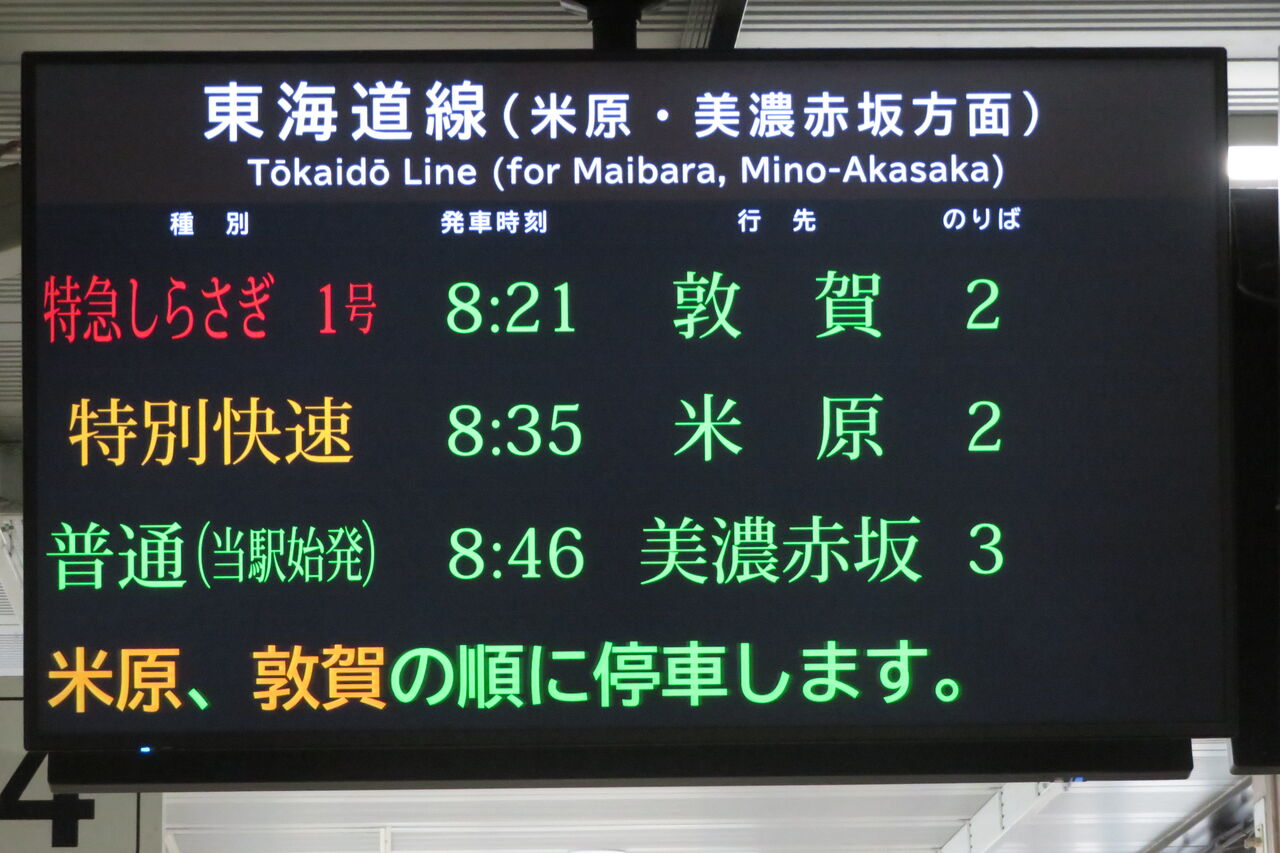 東海道線(米原・美濃赤坂方面)
Tōkaidō Line (for Maibara, Mino-Akasaka)
種別 発車時刻 行先 のりば
特急しらさぎ 1号 8:21 敦賀 2
特別快速 8:35 米原 2
普通(当駅始発) 8:46 美濃赤坂 3
米原、敦賀の順に停車します。
4